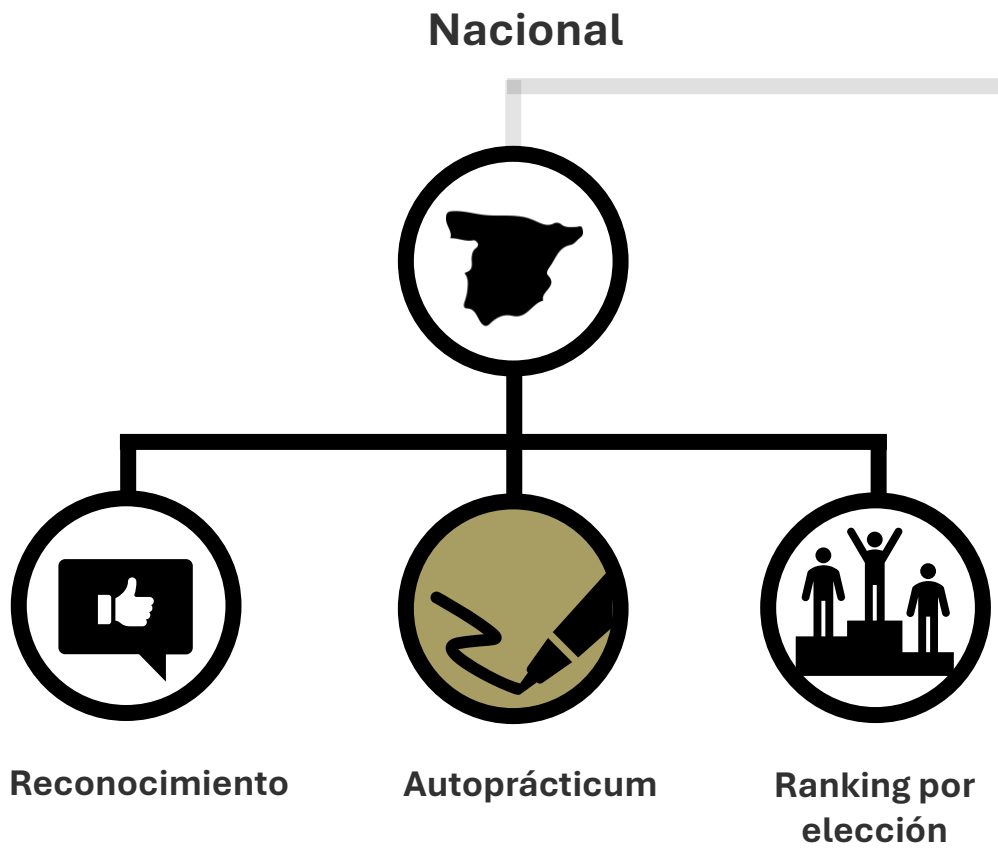 Nacional
Reconocimiento
Autoprácticum
Ranking por
elección